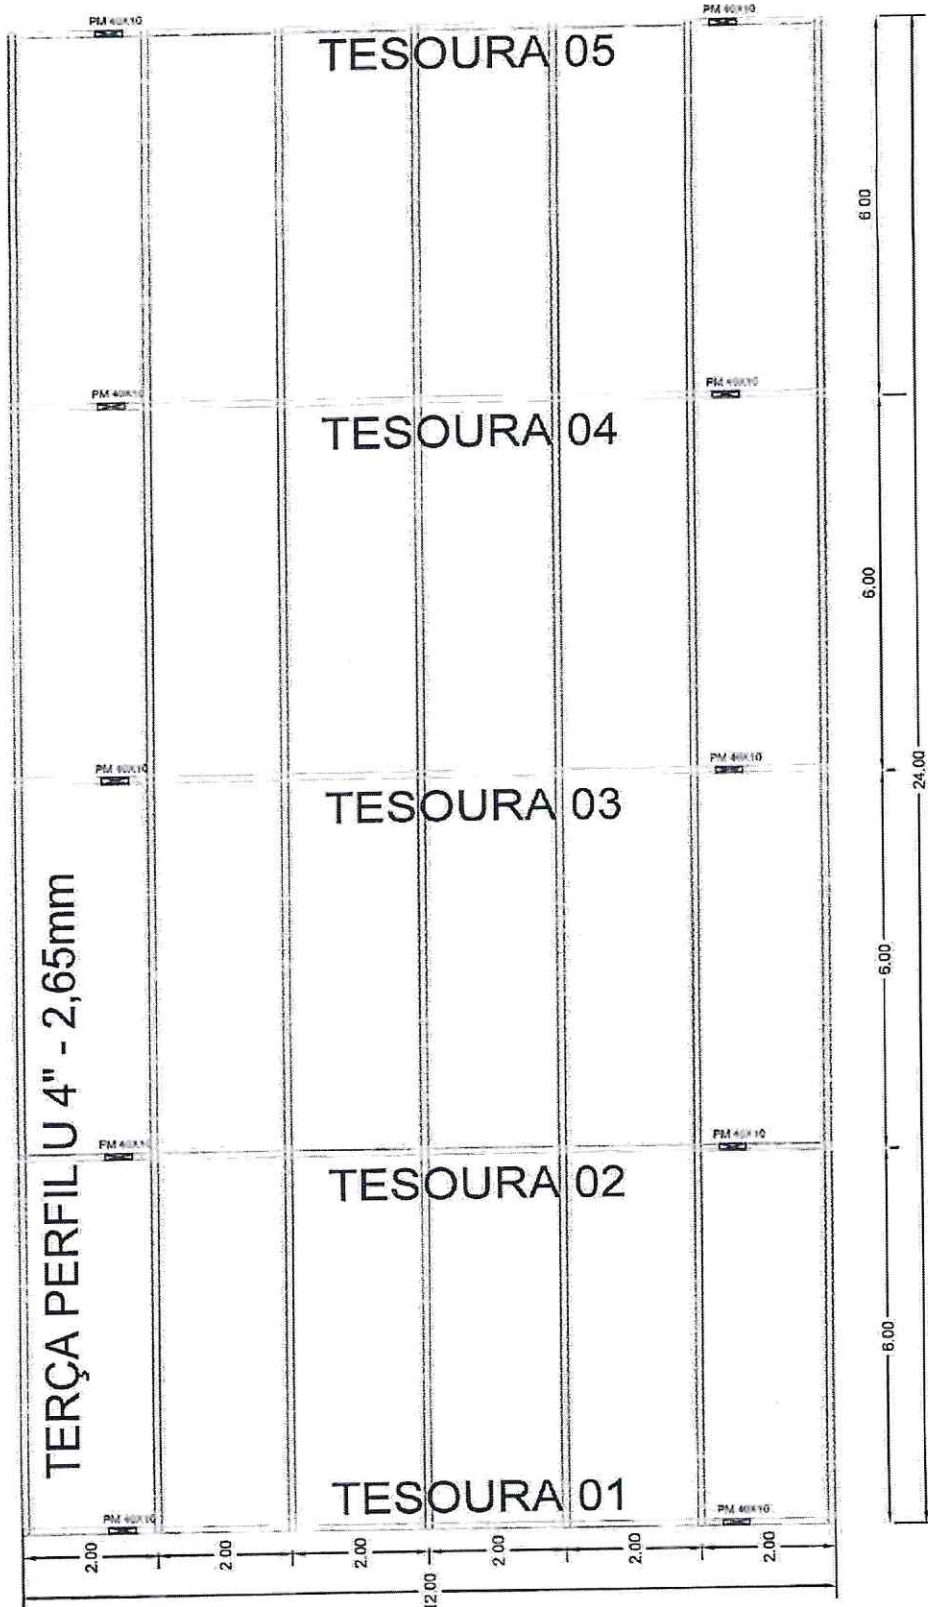 PM 40X10
PM 40X10
TESOURA 05
6.00
PM 40X10
PM 40X10
TESOURA 04
6.00
PM 40X10
PM 40X10
TESOURA 03
24.00
TERÇA PERFIL U 4" - 2,65mm
6.00
PM 40X10
PM 40X10
TESOURA 02
6.00
TESOURA 01
PM 40X10
PM 40X10
2.00
2.00
2.00
2.00
2.00
2.00
12.00